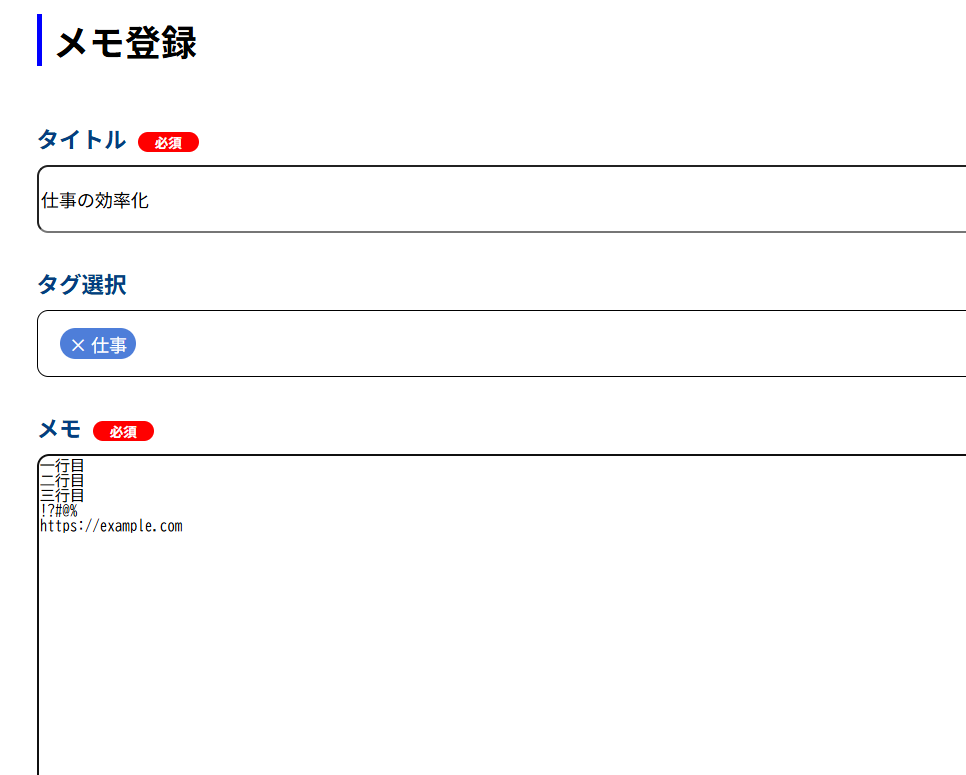 メモ登録
タイトル 必須
仕事の効率化
タグ選択
× 仕事
メモ 必須
一行目
二行目
三行目
!?#@%
https://example.com